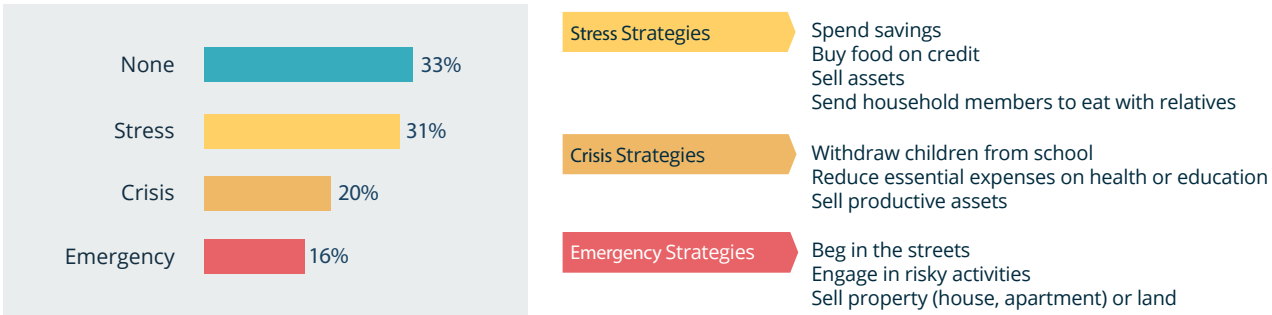 None
33%
Stress
31%
Crisis
20%
Emergency
16%
Stress Strategies
Spend savings
Buy food on credit
Sell assets
Send household members to eat with relatives
Crisis Strategies
Withdraw children from school
Reduce essential expenses on health or education
Sell productive assets
Emergency Strategies
Beg in the streets
Engage in risky activities
Sell property (house, apartment) or land